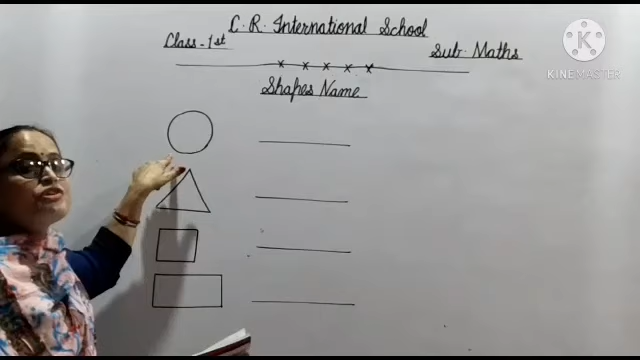 C. R. International School
Class-1st
Sub. Maths
x x x x x
Shapes Name
KINEMASTER